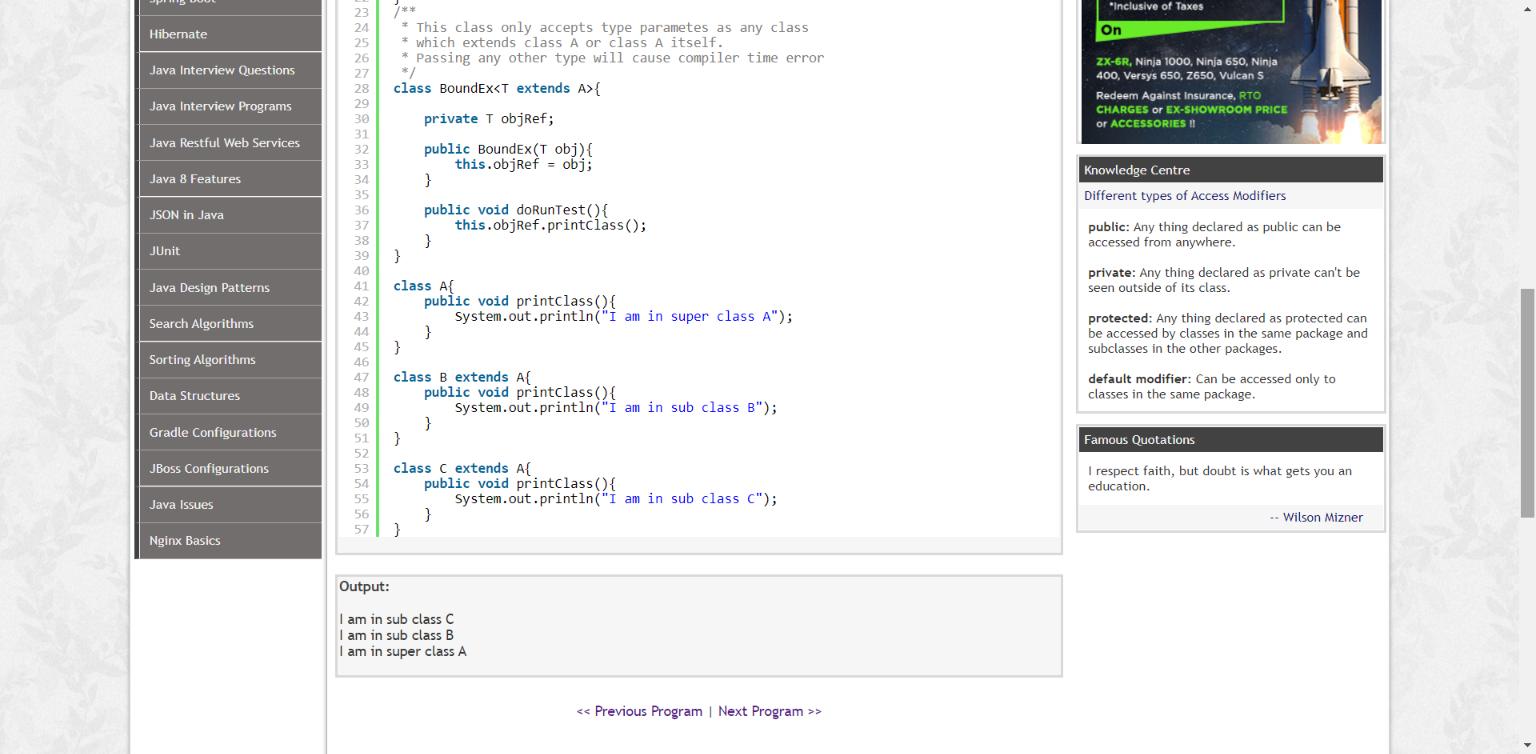 Spring Boot
Hibernate
Java Interview Questions
Java Interview Programs
Java Restful Web Services
Java 8 Features
JSON in Java
JUnit
Java Design Patterns
Search Algorithms
Sorting Algorithms
Data Structures
Gradle Configurations
JBoss Configurations
Java Issues
Nginx Basics
22 }
23 /**
24  * This class only accepts type parametes as any class
25  * which extends class A or class A itself.
26  * Passing any other type will cause compiler time error
27  */
28 class BoundEx<T extends A>{
29
30     private T objRef;
31
32     public BoundEx(T obj){
33         this.objRef = obj;
34     }
35
36     public void doRunTest(){
37         this.objRef.printClass();
38     }
39 }
40
41 class A{
42     public void printClass(){
43         System.out.println("I am in super class A");
44     }
45 }
46
47 class B extends A{
48     public void printClass(){
49         System.out.println("I am in sub class B");
50     }
51 }
52
53 class C extends A{
54     public void printClass(){
55         System.out.println("I am in sub class C");
56     }
57 }
Output:
I am in sub class C
I am in sub class B
I am in super class A
<< Previous Program | Next Program >>
*Inclusive of Taxes
On
ZX-6R, Ninja 1000, Ninja 650, Ninja
400, Versys 650, Z650, Vulcan S
Redeem Against Insurance, RTO
CHARGES or EX-SHOWROOM PRICE
or ACCESSORIES !!
Knowledge Centre
Different types of Access Modifiers
public: Any thing declared as public can be
accessed from anywhere.
private: Any thing declared as private can't be
seen outside of its class.
protected: Any thing declared as protected can
be accessed by classes in the same package and
subclasses in the other packages.
default modifier: Can be accessed only to
classes in the same package.
Famous Quotations
I respect faith, but doubt is what gets you an
education.
-- Wilson Mizner